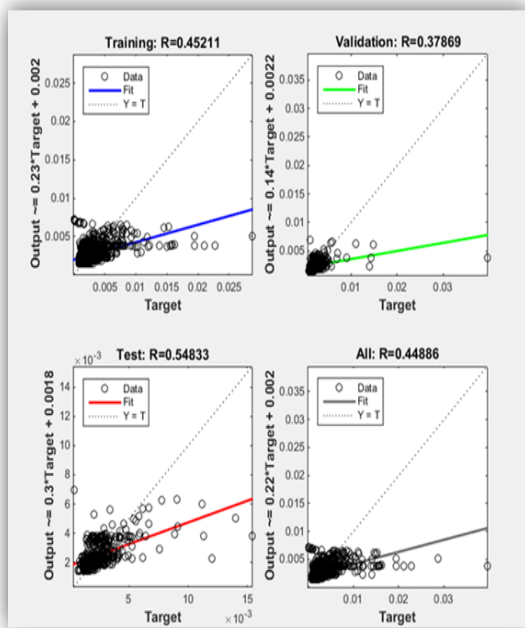 Training: R=0.45211
Output ~= 0.23*Target + 0.002
0.025
0.02
0.015
0.01
0.005
Data
Fit
Y = T
0.005 0.01 0.015 0.02 0.025
Target
Validation: R=0.37869
Output ~= 0.14*Target + 0.0022
0.035
0.03
0.025
0.02
0.015
0.01
0.005
Data
Fit
Y = T
0.01 0.02 0.03
Target
Test: R=0.54833
×10⁻³
Output ~= 0.3*Target + 0.0018
14
12
10
8
6
4
2
Data
Fit
Y = T
5 10 15
Target
×10⁻³
All: R=0.44886
Output ~= 0.22*Target + 0.002
0.035
0.03
0.025
0.02
0.015
0.01
0.005
Data
Fit
Y = T
0.01 0.02 0.03
Target